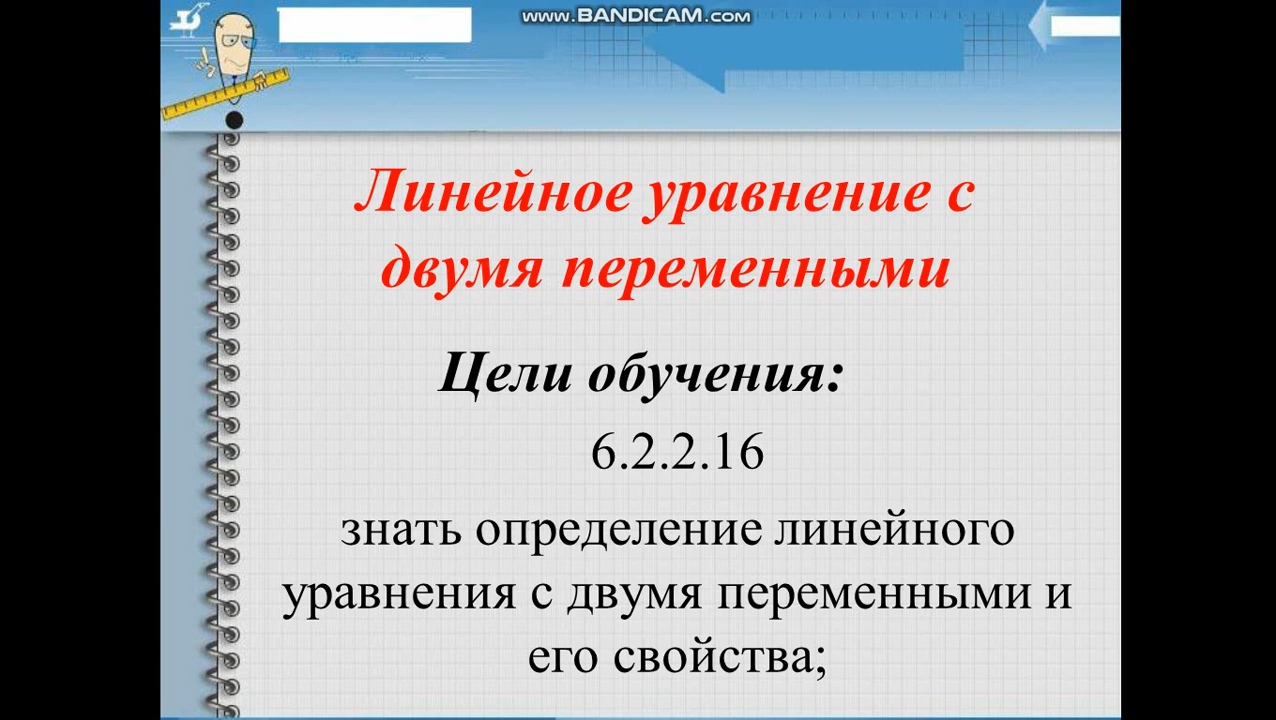 www.BANDICAM.com
Линейное уравнение с
двумя переменными
Цели обучения:
6.2.2.16
знать определение линейного
уравнения с двумя переменными и
его свойства;